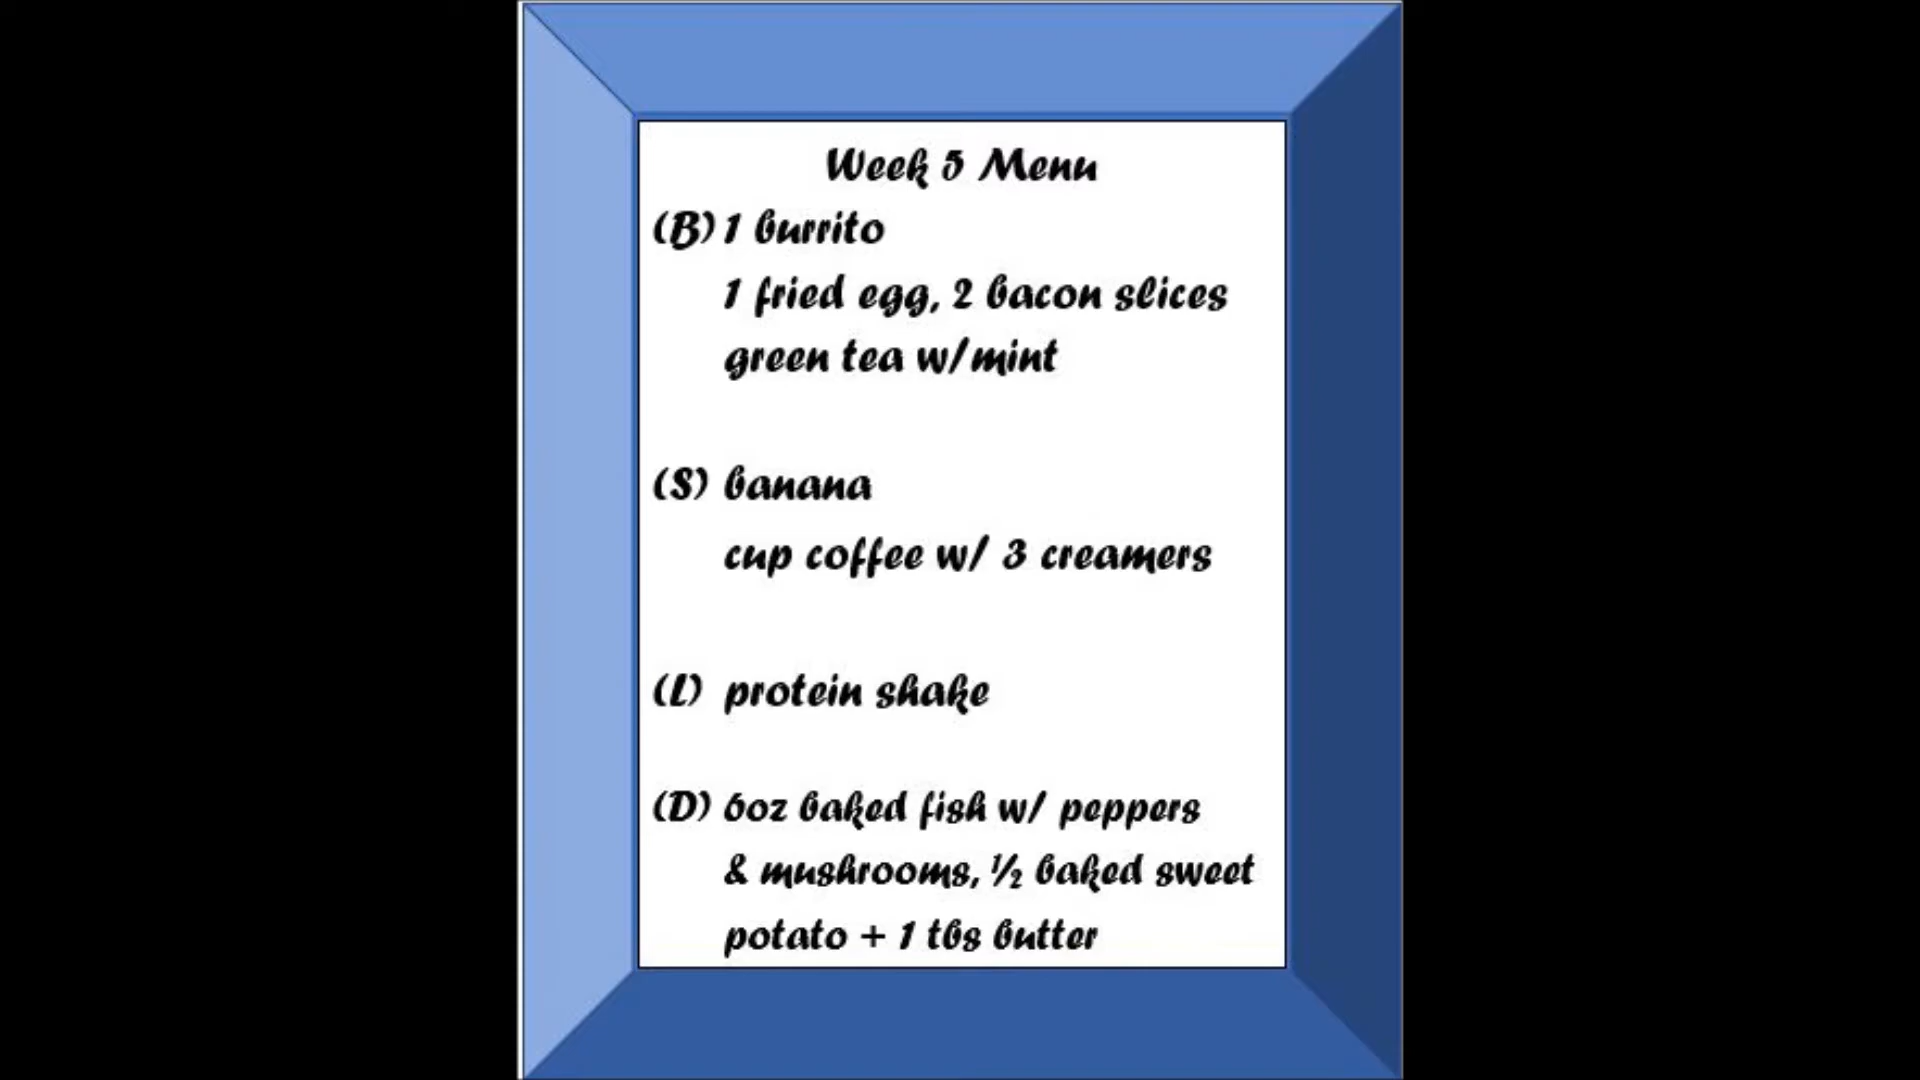 Week 5 Menu
(B) 1 burrito
1 fried egg, 2 bacon slices
green tea w/mint
(S) banana
cup coffee w/ 3 creamers
(L) protein shake
(D) 6oz baked fish w/ peppers
& mushrooms, ½ baked sweet
potato + 1 tbs butter